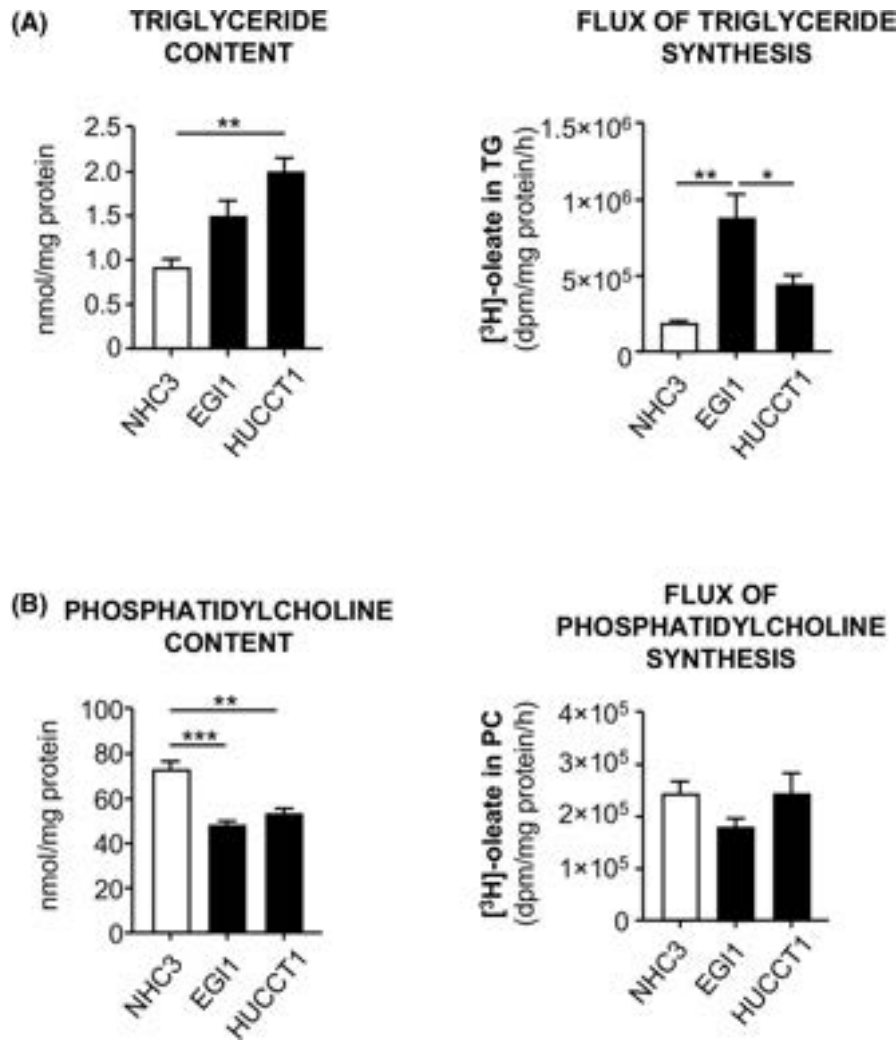 (A)
TRIGLYCERIDE
CONTENT
nmol/mg protein
2.5
2.0
1.5
1.0
0.5
0
**
NHC3
EGI1
HUCCT1
FLUX OF TRIGLYCERIDE
SYNTHESIS
[³H]-oleate in TG
(dpm/mg protein/h)
1.5×10⁶
1×10⁶
5×10⁵
0
** *
NHC3
EGI1
HUCCT1
(B)
PHOSPHATIDYLCHOLINE
CONTENT
nmol/mg protein
100
80
60
40
20
0
**
***
NHC3
EGI1
HUCCT1
FLUX OF
PHOSPHATIDYLCHOLINE
SYNTHESIS
[³H]-oleate in PC
(dpm/mg protein/h)
4×10⁵
3×10⁵
2×10⁵
1×10⁵
0
NHC3
EGI1
HUCCT1